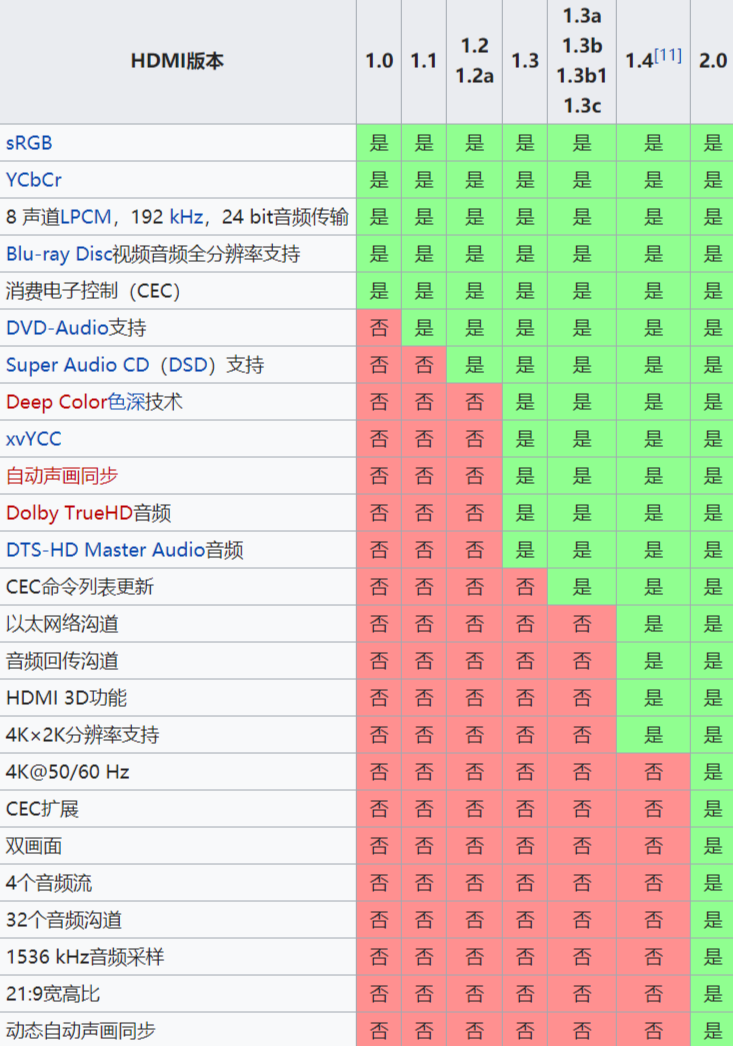 1.3a
1.3b
1.3b1
1.3c
1.2
1.2a
HDMI版本 1.0 1.1 1.3 1.4[11] 2.0
sRGB 是 是 是 是 是 是 是
YCbCr 是 是 是 是 是 是 是
8 声道LPCM，192 kHz，24 bit音频传输 是 是 是 是 是 是 是
Blu-ray Disc视频音频全分辨率支持 是 是 是 是 是 是 是
消费电子控制（CEC） 是 是 是 是 是 是 是
DVD-Audio支持 否 是 是 是 是 是 是
Super Audio CD（DSD）支持 否 否 是 是 是 是 是
Deep Color色深技术 否 否 否 是 是 是 是
xvYCC 否 否 否 是 是 是 是
自动声画同步 否 否 否 是 是 是 是
Dolby TrueHD音频 否 否 否 是 是 是 是
DTS-HD Master Audio音频 否 否 否 是 是 是 是
CEC命令列表更新 否 否 否 否 是 是 是
以太网络沟道 否 否 否 否 否 是 是
音频回传沟道 否 否 否 否 否 是 是
HDMI 3D功能 否 否 否 否 否 是 是
4K×2K分辨率支持 否 否 否 否 否 是 是
4K@50/60 Hz 否 否 否 否 否 否 是
CEC扩展 否 否 否 否 否 否 是
双画面 否 否 否 否 否 否 是
4个音频流 否 否 否 否 否 否 是
32个音频沟道 否 否 否 否 否 否 是
1536 kHz音频采样 否 否 否 否 否 否 是
21:9宽高比 否 否 否 否 否 否 是
动态自动声画同步 否 否 否 否 否 否 是